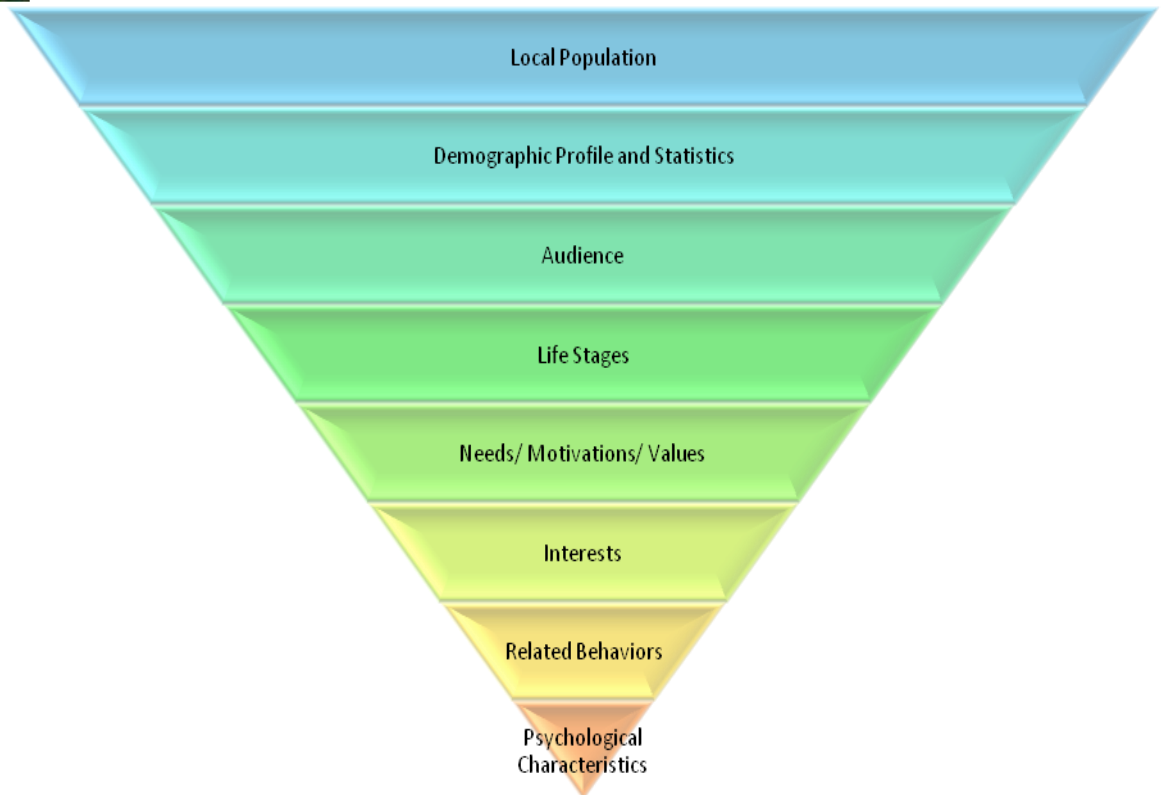 Local Population
Demographic Profile and Statistics
Audience
Life Stages
Needs/ Motivations/ Values
Interests
Related Behaviors
Psychological
Characteristics